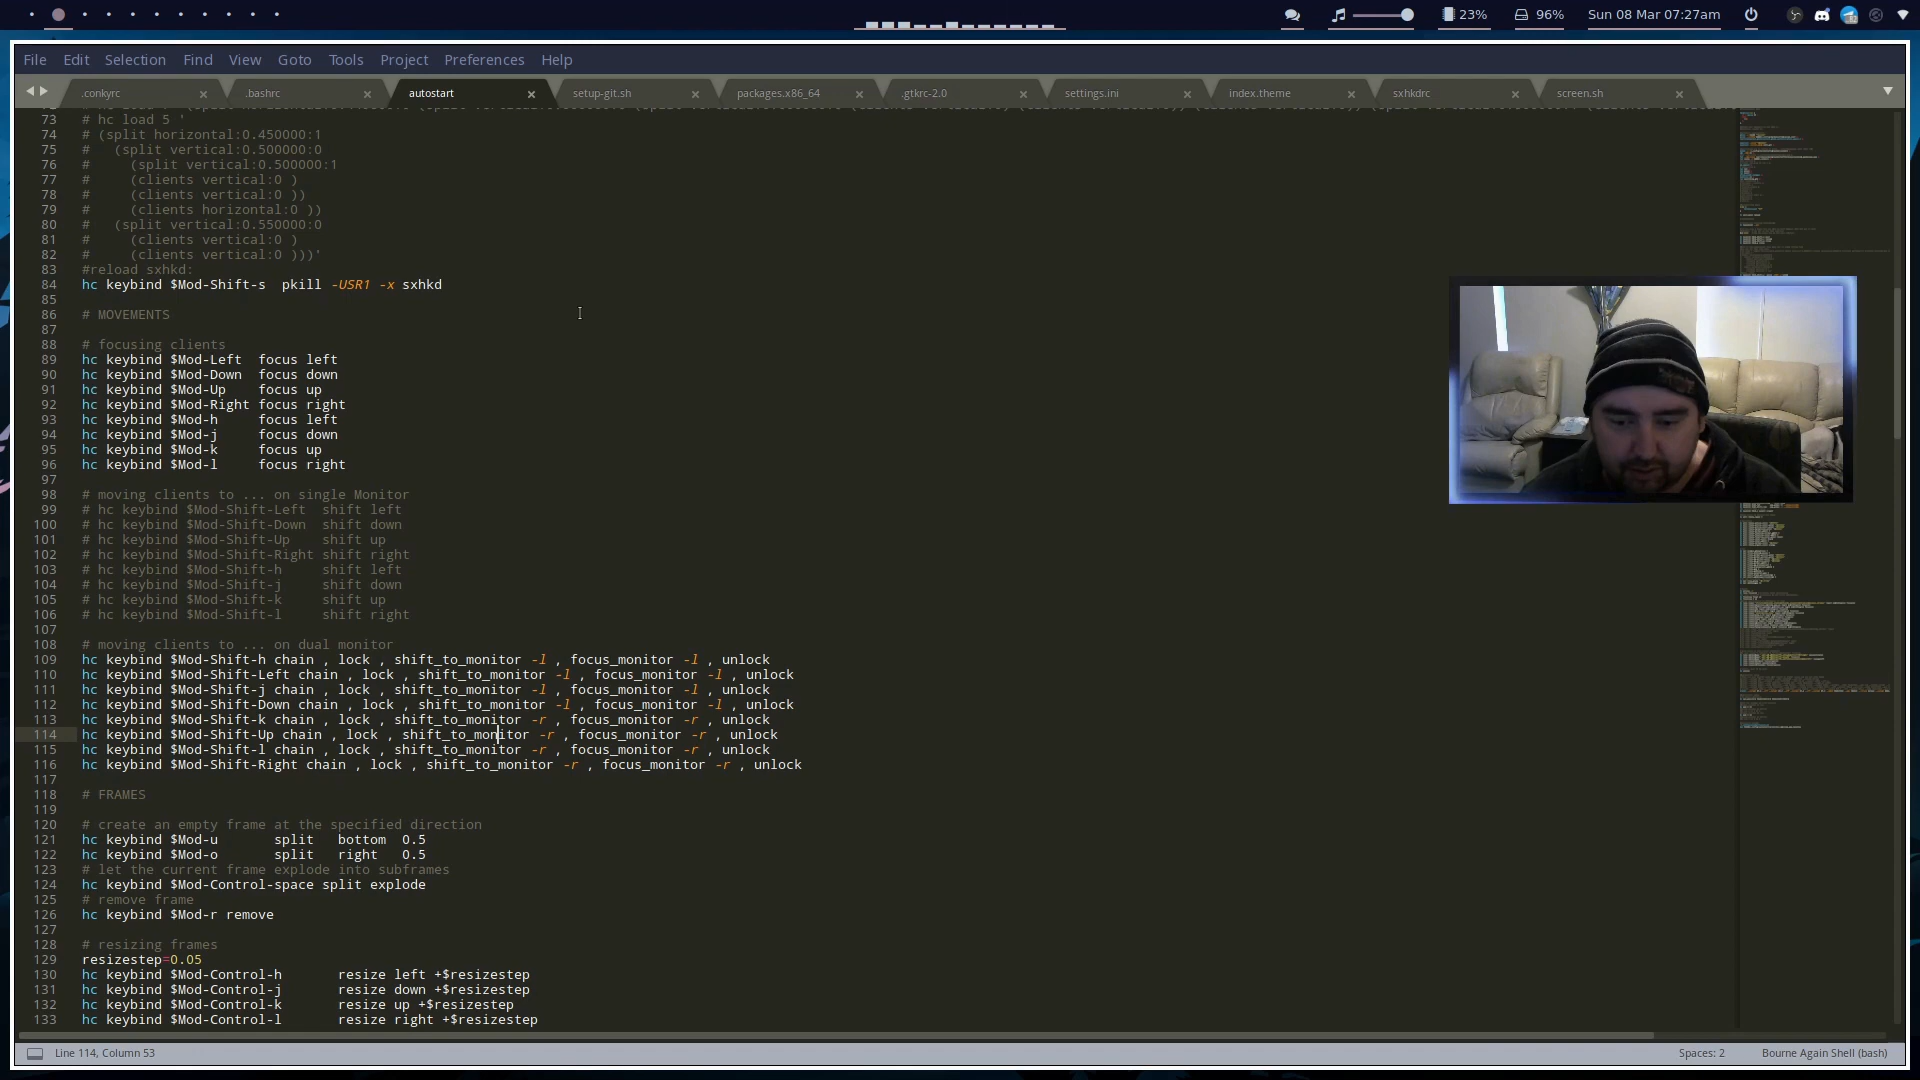 23%
96%
Sun 08 Mar 07:27am
File Edit Selection Find View Goto Tools Project Preferences Help
.conkyrc
.bashrc
autostart
setup-git.sh
packages.x86_64
.gtkrc-2.0
settings.ini
index.theme
sxhkdrc
screen.sh
73 # hc load 5 '
74 # (split horizontal:0.450000:1
75 #   (split vertical:0.500000:0
76 #     (split vertical:0.500000:1
77 #     (clients vertical:0 )
78 #     (clients vertical:0 ))
79 #     (clients horizontal:0 ))
80 #   (split vertical:0.550000:0
81 #     (clients vertical:0 )
82 #     (clients vertical:0 )))'
83 #reload sxhkd:
84 hc keybind $Mod-Shift-s  pkill -USR1 -x sxhkd
85
86 # MOVEMENTS
87
88 # focusing clients
89 hc keybind $Mod-Left  focus left
90 hc keybind $Mod-Down  focus down
91 hc keybind $Mod-Up    focus up
92 hc keybind $Mod-Right focus right
93 hc keybind $Mod-h     focus left
94 hc keybind $Mod-j     focus down
95 hc keybind $Mod-k     focus up
96 hc keybind $Mod-l     focus right
97
98 # moving clients to ... on single Monitor
99 # hc keybind $Mod-Shift-Left  shift left
100 # hc keybind $Mod-Shift-Down  shift down
101 # hc keybind $Mod-Shift-Up    shift up
102 # hc keybind $Mod-Shift-Right shift right
103 # hc keybind $Mod-Shift-h     shift left
104 # hc keybind $Mod-Shift-j     shift down
105 # hc keybind $Mod-Shift-k     shift up
106 # hc keybind $Mod-Shift-l     shift right
107
108 # moving clients to ... on dual monitor
109 hc keybind $Mod-Shift-h chain , lock , shift_to_monitor -l , focus_monitor -l , unlock
110 hc keybind $Mod-Shift-Left chain , lock , shift_to_monitor -l , focus_monitor -l , unlock
111 hc keybind $Mod-Shift-j chain , lock , shift_to_monitor -l , focus_monitor -l , unlock
112 hc keybind $Mod-Shift-Down chain , lock , shift_to_monitor -l , focus_monitor -l , unlock
113 hc keybind $Mod-Shift-k chain , lock , shift_to_monitor -r , focus_monitor -r , unlock
114 hc keybind $Mod-Shift-Up chain , lock , shift_to_monitor -r , focus_monitor -r , unlock
115 hc keybind $Mod-Shift-l chain , lock , shift_to_monitor -r , focus_monitor -r , unlock
116 hc keybind $Mod-Shift-Right chain , lock , shift_to_monitor -r , focus_monitor -r , unlock
117
118 # FRAMES
119
120 # create an empty frame at the specified direction
121 hc keybind $Mod-u       split   bottom  0.5
122 hc keybind $Mod-o       split   right   0.5
123 # let the current frame explode into subframes
124 hc keybind $Mod-Control-space split explode
125 # remove frame
126 hc keybind $Mod-r remove
127
128 # resizing frames
129 resizestep=0.05
130 hc keybind $Mod-Control-h       resize left +$resizestep
131 hc keybind $Mod-Control-j       resize down +$resizestep
132 hc keybind $Mod-Control-k       resize up +$resizestep
133 hc keybind $Mod-Control-l       resize right +$resizestep
Line 114, Column 53
Spaces: 2
Bourne Again Shell (bash)